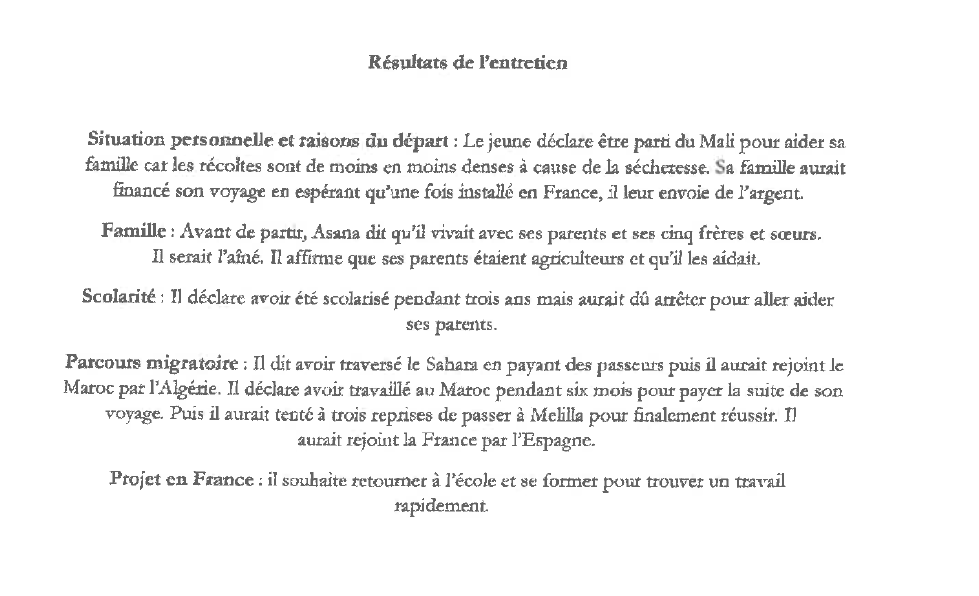 Résultats de l'entretien
Situation personnelle et raisons du départ : Le jeune déclare être parti du Mali pour aider sa
famille car les récoltes sont de moins en moins denses à cause de la sécheresse. Sa famille aurait
financé son voyage en espérant qu'une fois installé en France, il leur envoie de l'argent.
Famille : Avant de partir, Asana dit qu'il vivait avec ses parents et ses cinq frères et sœurs.
Il serait l'aîné. Il affirme que ses parents étaient agriculteurs et qu'il les aidait.
Scolarité : Il déclare avoir été scolarisé pendant trois ans mais aurait dû arrêter pour aller aider
ses parents.
Parcours migratoire : Il dit avoir traversé le Sahara en payant des passeurs puis il aurait rejoint le
Maroc par l'Algérie. Il déclare avoir travaillé au Maroc pendant six mois pour payer la suite de son
voyage. Puis il aurait tenté à trois reprises de passer à Melilla pour finalement réussir. Il
aurait rejoint la France par l'Espagne.
Projet en France : il souhaite retourner à l'école et se former pour trouver un travail
rapidement.